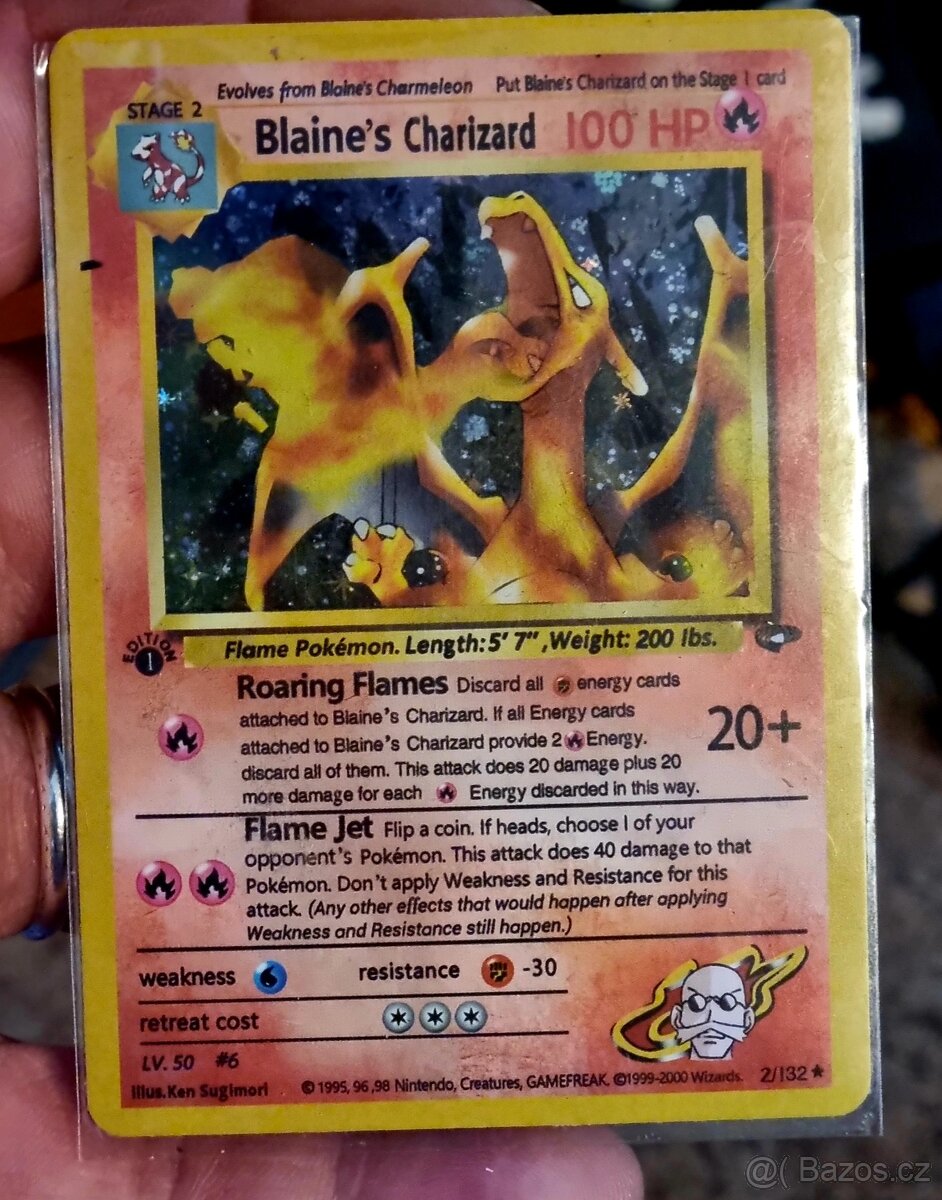 Evolves from Blaine's Charmeleon Put Blaine's Charizard on the Stage 1 card
STAGE 2
Blaine's Charizard 100 HP
EDITION
1
Flame Pokémon. Length: 5' 7", Weight: 200 lbs.
Roaring Flames Discard all energy cards
attached to Blaine's Charizard. If all Energy cards
attached to Blaine's Charizard provide 2 Energy.
discard all of them. This attack does 20 damage plus 20
more damage for each Energy discarded in this way.
20+
Flame Jet Flip a coin. If heads, choose 1 of your
opponent's Pokémon. This attack does 40 damage to that
Pokémon. Don't apply Weakness and Resistance for this
attack. (Any other effects that would happen after applying
Weakness and Resistance still happen.)
weakness resistance -30
retreat cost
LV. 50 #6
Illus. Ken Sugimori © 1995, 96, 98 Nintendo, Creatures, GAMEFREAK. ©1999-2000 Wizards. 2/132 ★
@( Bazos.cz